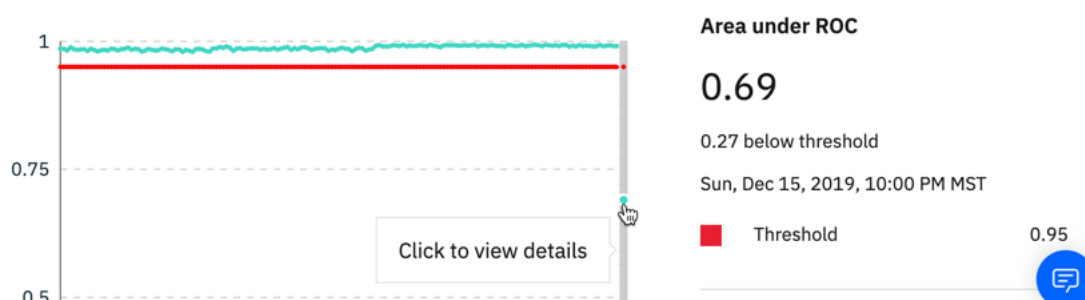 1
0.75
0.5
Click to view details
Area under ROC
0.69
0.27 below threshold
Sun, Dec 15, 2019, 10:00 PM MST
Threshold 0.95